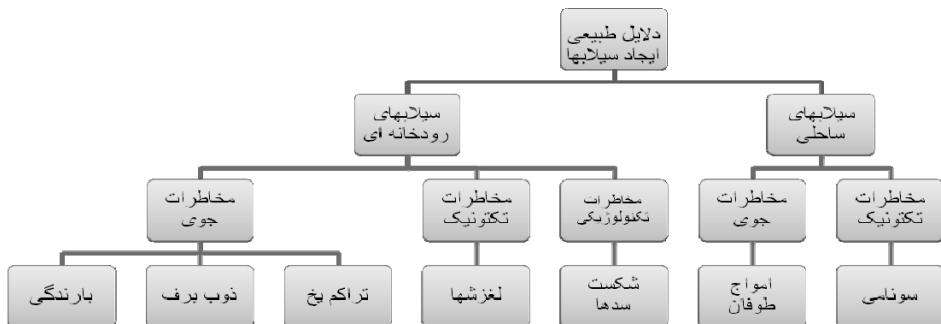 دلایل طبیعی
ایجاد سیلابها
سیلابهای
ساحلی
سیلابهای
رودخانه ای
مخاطرات
تکتونیک
مخاطرات
جوی
مخاطرات
تکنولوژیکی
مخاطرات
تکتونیک
مخاطرات
جوی
سونامی
امواج
طوفان
شکست
سدها
لغزشها
تراکم یخ
ذوب برف
بارندگی